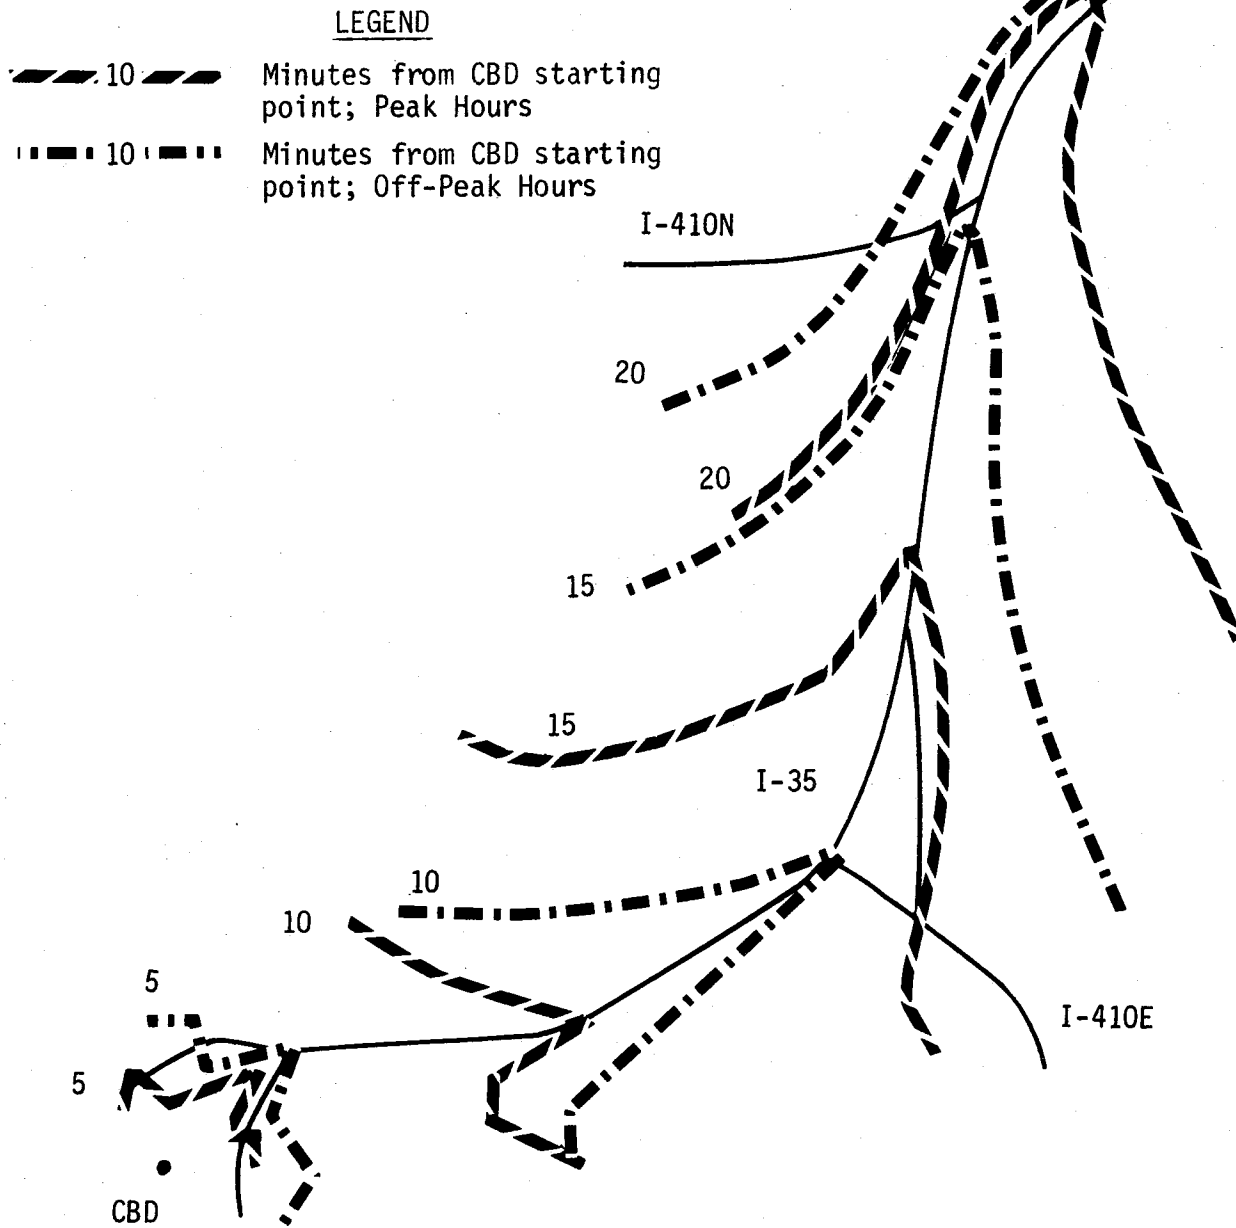 LEGEND
10 Minutes from CBD starting
point; Peak Hours
10 Minutes from CBD starting
point; Off-Peak Hours
I-410N
20
20
15
15
I-35
10
10
5
I-410E
5
CBD